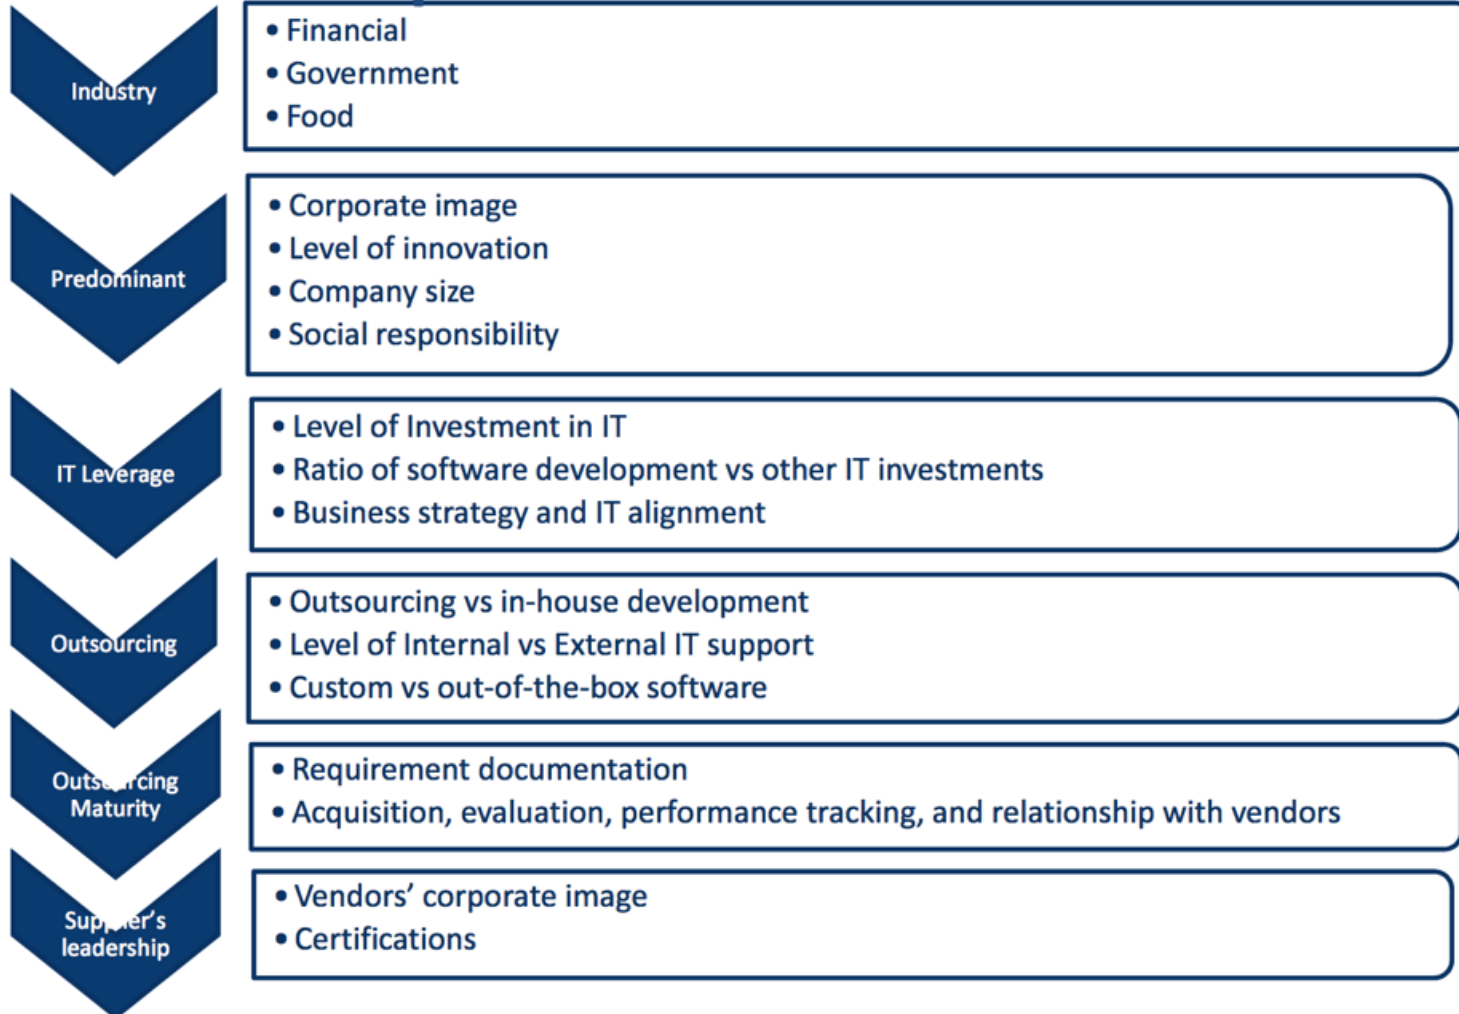 Industry
• Financial
• Government
• Food
Predominant
• Corporate image
• Level of innovation
• Company size
• Social responsibility
IT Leverage
• Level of Investment in IT
• Ratio of software development vs other IT investments
• Business strategy and IT alignment
Outsourcing
• Outsourcing vs in-house development
• Level of Internal vs External IT support
• Custom vs out-of-the-box software
Outsourcing
Maturity
• Requirement documentation
• Acquisition, evaluation, performance tracking, and relationship with vendors
Supplier’s
leadership
• Vendors’ corporate image
• Certifications